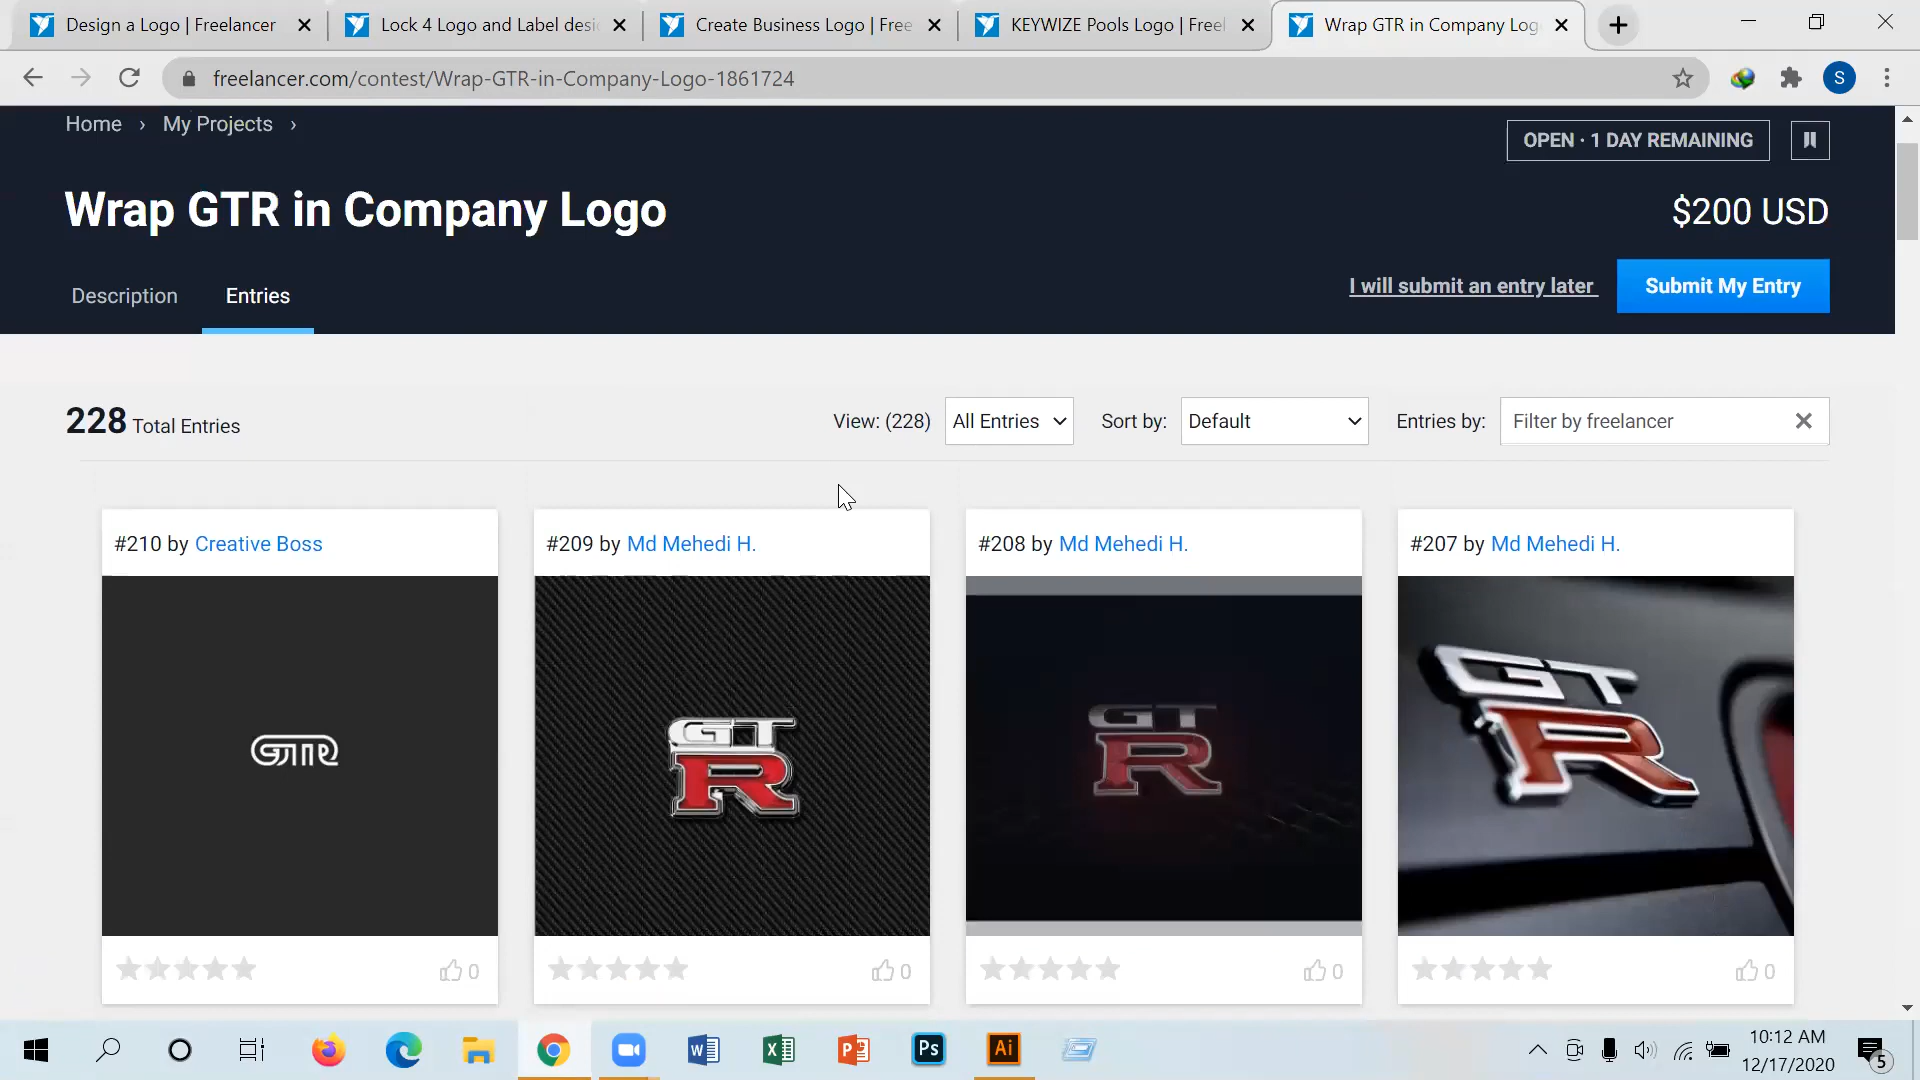 Design a Logo | Freelancer
Lock 4 Logo and Label desi
Create Business Logo | Free
KEYWIZE Pools Logo | Freel
Wrap GTR in Company Log
freelancer.com/contest/Wrap-GTR-in-Company-Logo-1861724
S
Home › My Projects ›
OPEN · 1 DAY REMAINING
Wrap GTR in Company Logo
$200 USD
Description
Entries
I will submit an entry later
Submit My Entry
228 Total Entries
View: (228)
All Entries
Sort by:
Default
Entries by:
Filter by freelancer
#210 by Creative Boss
#209 by Md Mehedi H.
#208 by Md Mehedi H.
#207 by Md Mehedi H.
GTR
GT
R
GT
R
GT
R
0
0
0
0
W
X
P
Ps
Ai
10:12 AM
12/17/2020
5